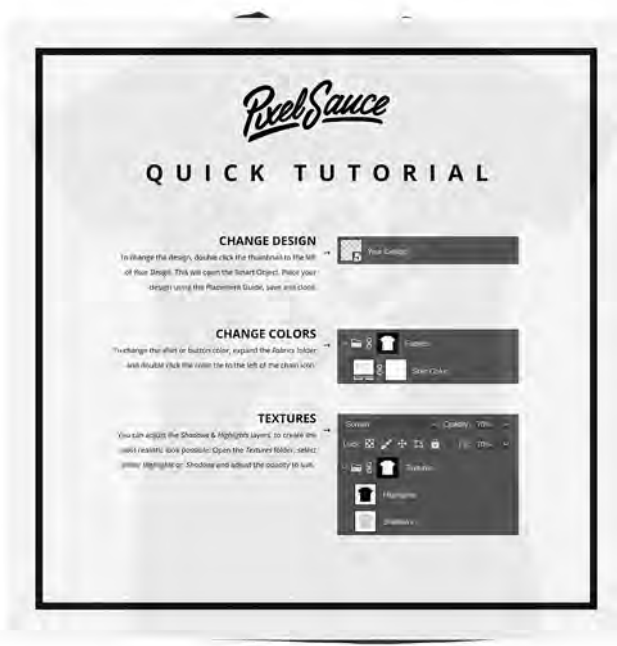 Pixel Sauce
QUICK TUTORIAL
CHANGE DESIGN
To change the design, double click the thumbnail to the left
of Your Design. This will open the Smart Object. Place your
design using the Placement Guide, save and close.
→
Your Design
CHANGE COLORS
To change the shirt or button color, expand the Fabrics folder
and double click the color tile to the left of the chain icon.
→
Fabrics
Shirt Color
TEXTURES
You can adjust the Shadows & Highlights layers, to create the
most realistic look possible. Open the Textures folder, select
either Highlights or Shadows and adjust the opacity to suit.
→
Screen Opacity: 70%
Lock: 70%
Textures
Highlights
Shadows